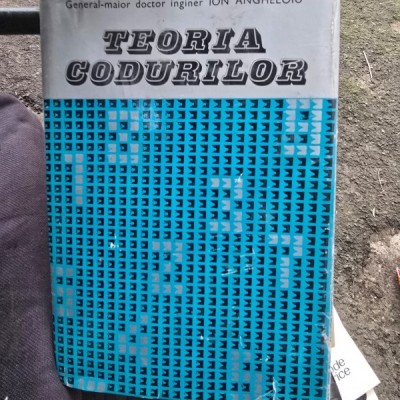 General-maior doctor inginer ION ANGHELOIU
TEORIA
CODURILOR